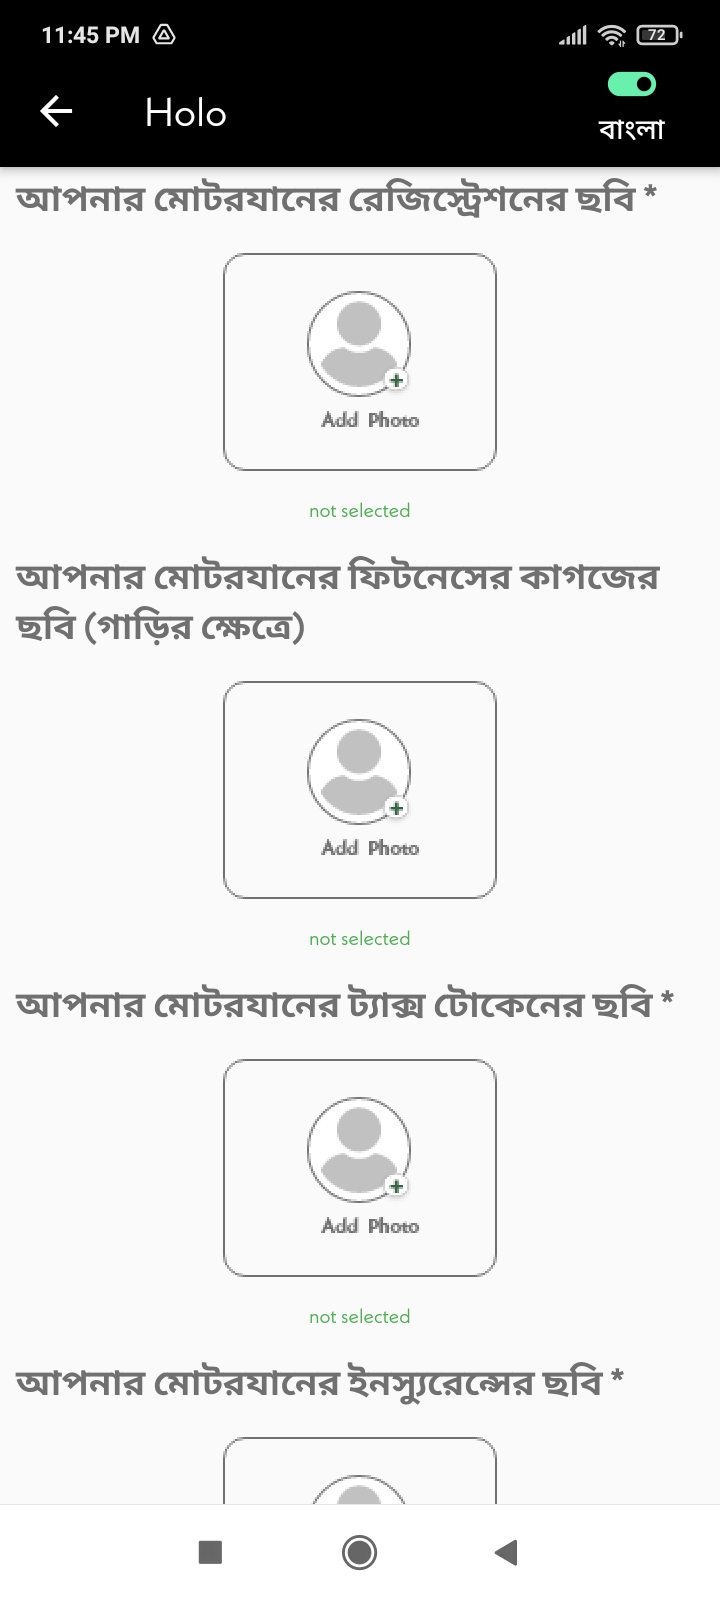 11:45 PM
72
Holo
বাংলা
আপনার মোটরযানের রেজিস্ট্রেশনের ছবি *
Add Photo
not selected
আপনার মোটরযানের ফিটনেসের কাগজের
ছবি (গাড়ির ক্ষেত্রে)
Add Photo
not selected
আপনার মোটরযানের ট্যাক্স টোকেনের ছবি *
Add Photo
not selected
আপনার মোটরযানের ইনস্যুরেন্সের ছবি *